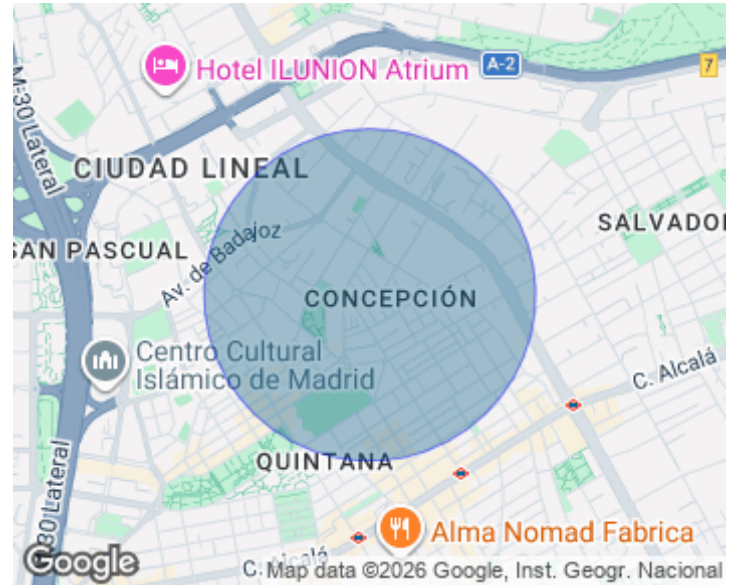 Hotel ILUNION Atrium
A-2
7
M-30 Lateral
CIUDAD LINEAL
SALVADOR
SAN PASCUAL
Av. de Badajoz
CONCEPCIÓN
Centro Cultural
Islámico de Madrid
C. Alcalá
QUINTANA
M-30 Lateral
Alma Nomad Fabrica
Google
C. Alcalá
Map data ©2026 Google, Inst. Geogr. Nacional